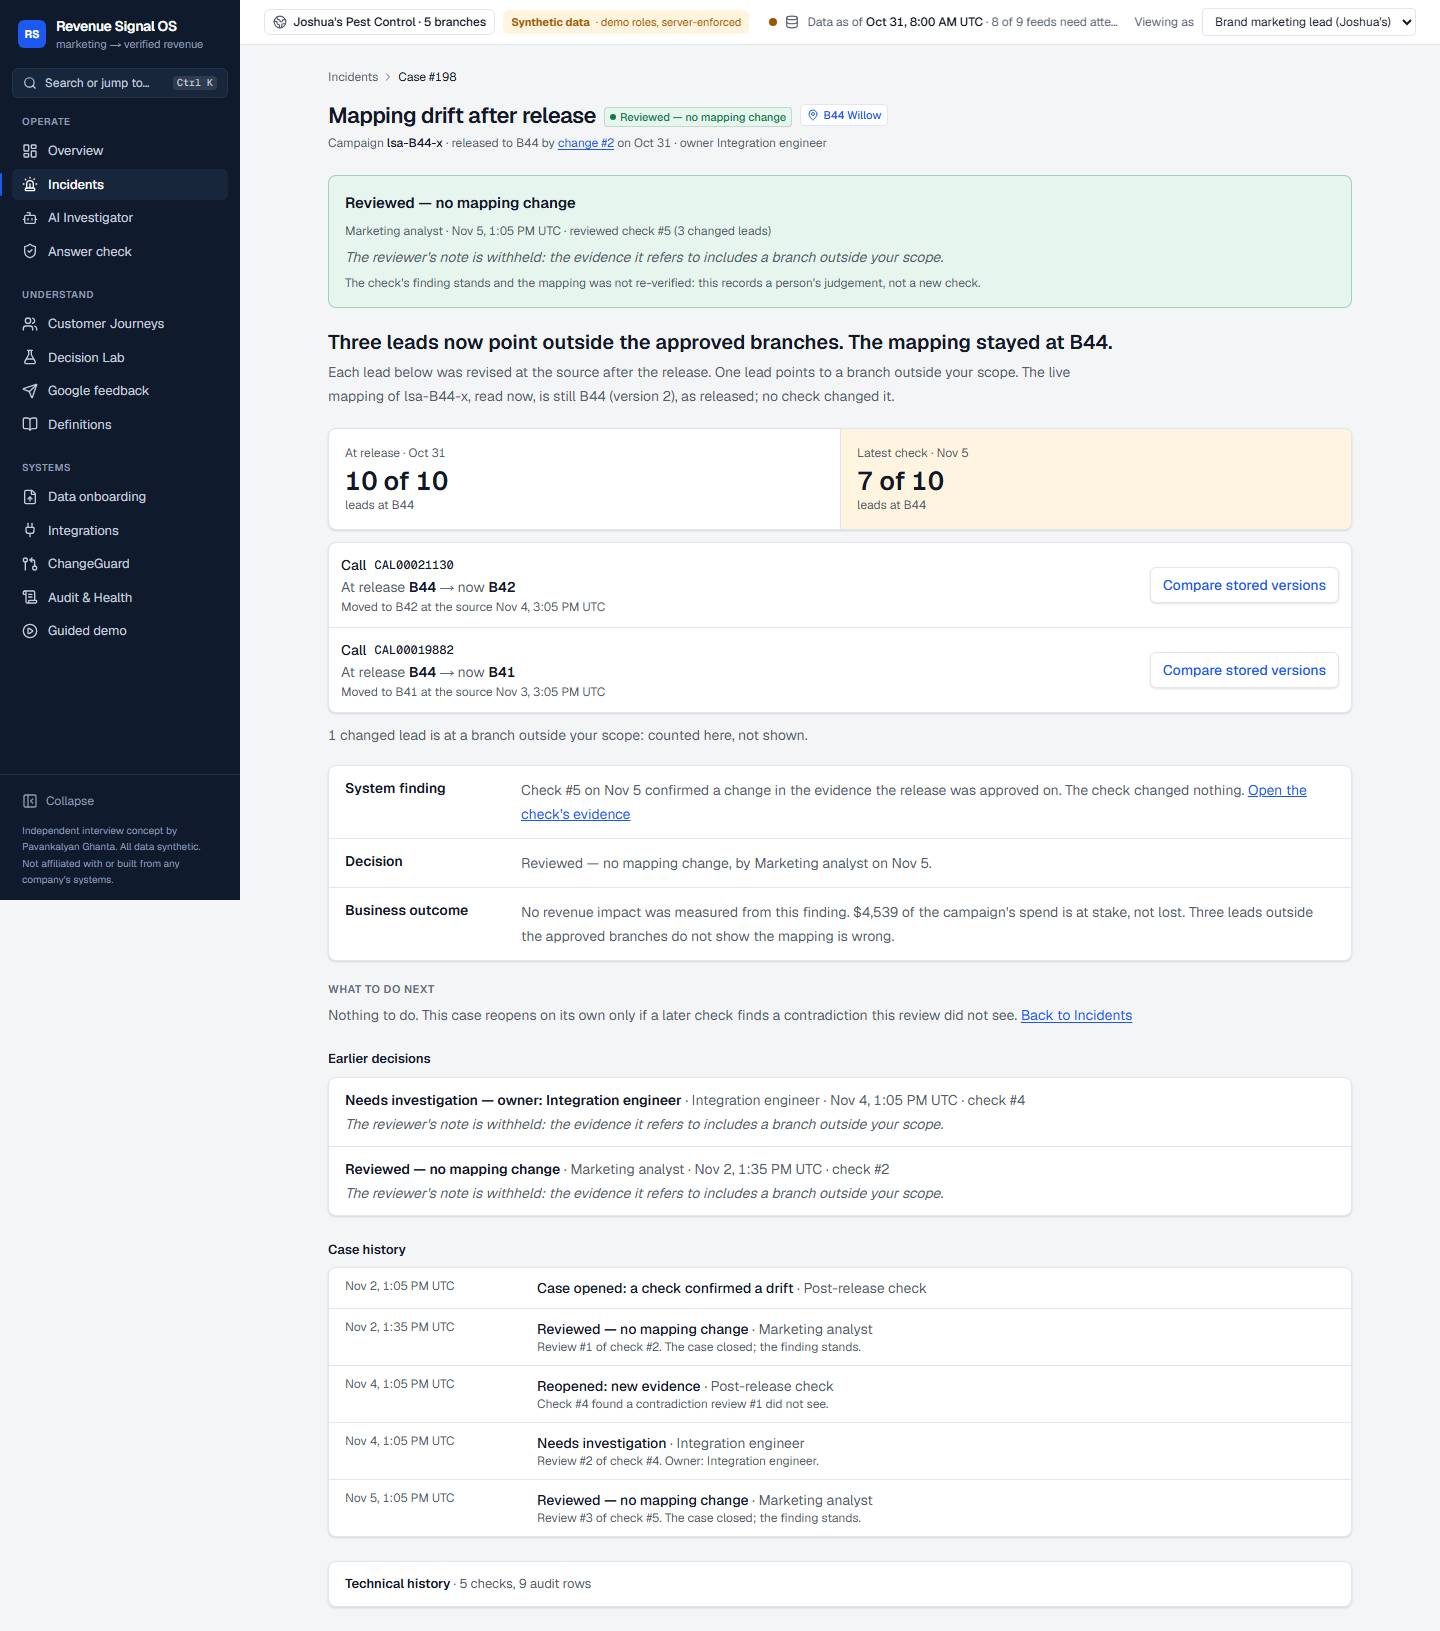 RS
Revenue Signal OS
marketing → verified revenue
Search or jump to...
Ctrl K
OPERATE
Overview
Incidents
AI Investigator
Answer check
UNDERSTAND
Customer Journeys
Decision Lab
Google feedback
Definitions
SYSTEMS
Data onboarding
Integrations
ChangeGuard
Audit & Health
Guided demo
Collapse
Independent interview concept by
Pavankalyan Ghanta. All data synthetic.
Not affiliated with or built from any
company's systems.
Joshua's Pest Control · 5 branches
Synthetic data · demo roles, server-enforced
Data as of Oct 31, 8:00 AM UTC · 8 of 9 feeds need atte...
Viewing as
Brand marketing lead (Joshua's)
Incidents > Case #198
Mapping drift after release
Reviewed — no mapping change
B44 Willow
Campaign lsa-B44-x · released to B44 by change #2 on Oct 31 · owner Integration engineer
Reviewed — no mapping change
Marketing analyst · Nov 5, 1:05 PM UTC · reviewed check #5 (3 changed leads)
The reviewer's note is withheld: the evidence it refers to includes a branch outside your scope.
The check's finding stands and the mapping was not re-verified: this records a person's judgement, not a new check.
Three leads now point outside the approved branches. The mapping stayed at B44.
Each lead below was revised at the source after the release. One lead points to a branch outside your scope. The live
mapping of lsa-B44-x, read now, is still B44 (version 2), as released; no check changed it.
At release · Oct 31
10 of 10
leads at B44
Latest check · Nov 5
7 of 10
leads at B44
Call CAL00021130
At release B44 → now B42
Moved to B42 at the source Nov 4, 3:05 PM UTC
Compare stored versions
Call CAL00019882
At release B44 → now B41
Moved to B41 at the source Nov 3, 3:05 PM UTC
Compare stored versions
1 changed lead is at a branch outside your scope: counted here, not shown.
System finding
Check #5 on Nov 5 confirmed a change in the evidence the release was approved on. The check changed nothing. Open the
check's evidence
Decision
Reviewed — no mapping change, by Marketing analyst on Nov 5.
Business outcome
No revenue impact was measured from this finding. $4,539 of the campaign's spend is at stake, not lost. Three leads outside
the approved branches do not show the mapping is wrong.
WHAT TO DO NEXT
Nothing to do. This case reopens on its own only if a later check finds a contradiction this review did not see. Back to Incidents
Earlier decisions
Needs investigation — owner: Integration engineer · Integration engineer · Nov 4, 1:05 PM UTC · check #4
The reviewer's note is withheld: the evidence it refers to includes a branch outside your scope.
Reviewed — no mapping change · Marketing analyst · Nov 2, 1:35 PM UTC · check #2
The reviewer's note is withheld: the evidence it refers to includes a branch outside your scope.
Case history
Nov 2, 1:05 PM UTC
Case opened: a check confirmed a drift · Post-release check
Nov 2, 1:35 PM UTC
Reviewed — no mapping change · Marketing analyst
Review #1 of check #2. The case closed; the finding stands.
Nov 4, 1:05 PM UTC
Reopened: new evidence · Post-release check
Check #4 found a contradiction review #1 did not see.
Nov 4, 1:05 PM UTC
Needs investigation · Integration engineer
Review #2 of check #4. Owner: Integration engineer.
Nov 5, 1:05 PM UTC
Reviewed — no mapping change · Marketing analyst
Review #3 of check #5. The case closed; the finding stands.
Technical history · 5 checks, 9 audit rows